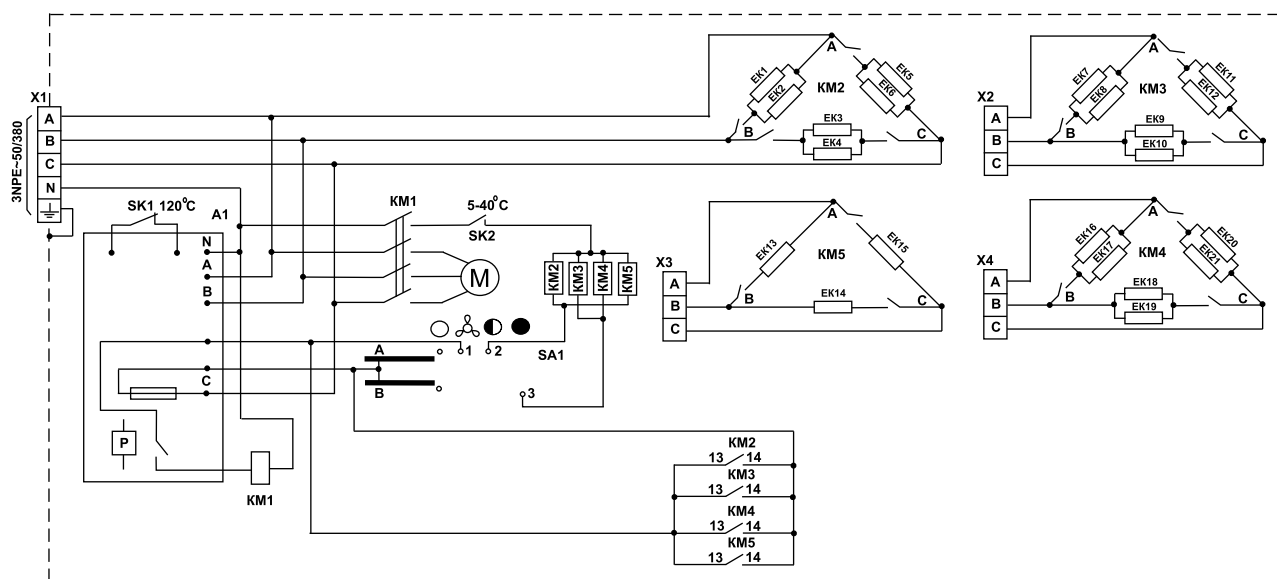 X1
A
B
C
N
3NPE~50/380
SK1 120°C
A1
N
A
B
C
P
KM1
KM1
5-40°C
SK2
M
KM2
KM3
KM4
KM5
A
B
1
2
3
SA1
KM2
13 14
KM3
13 14
KM4
13 14
KM5
13 14
A
EK1
EK2
EK5
EK6
KM2
B
EK3
EK4
C
X3
A
B
C
A
EK13
EK15
KM5
B
EK14
C
X2
A
B
C
A
EK7
EK8
EK11
EK12
KM3
B
EK9
EK10
C
X4
A
B
C
A
EK16
EK17
EK20
EK21
KM4
B
EK18
EK19
C